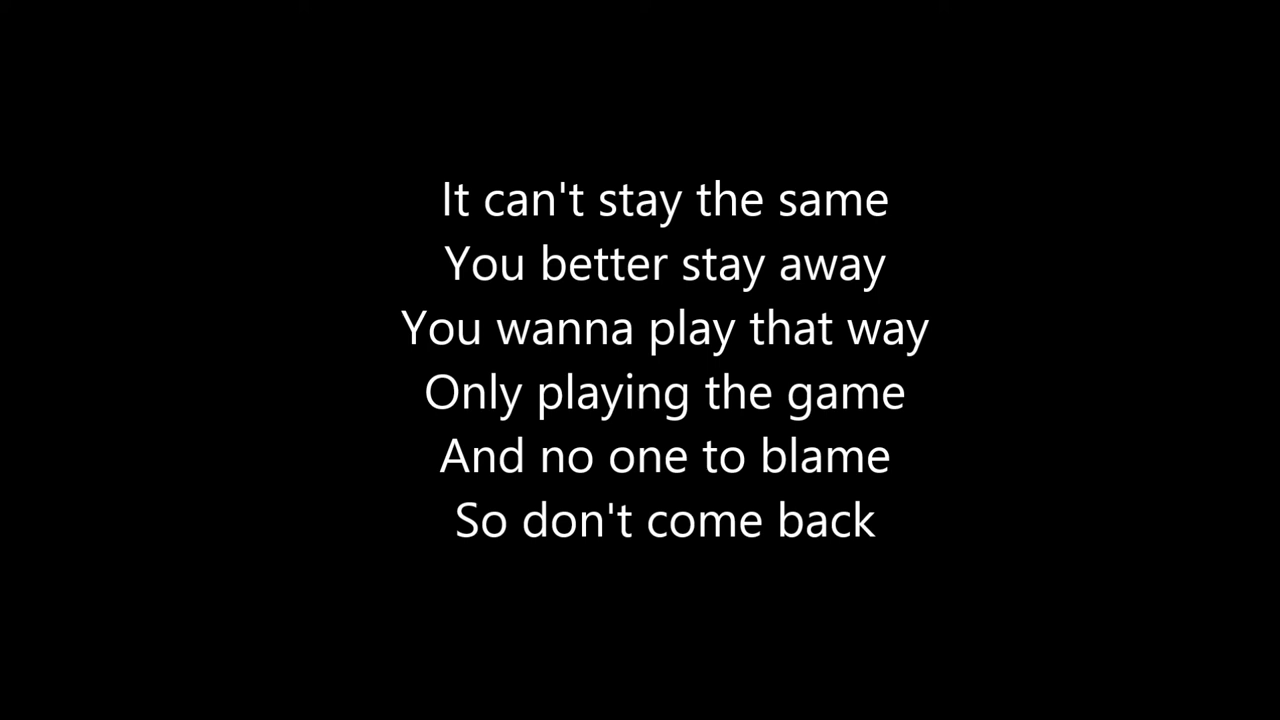 It can't stay the same
You better stay away
You wanna play that way
Only playing the game
And no one to blame
So don't come back